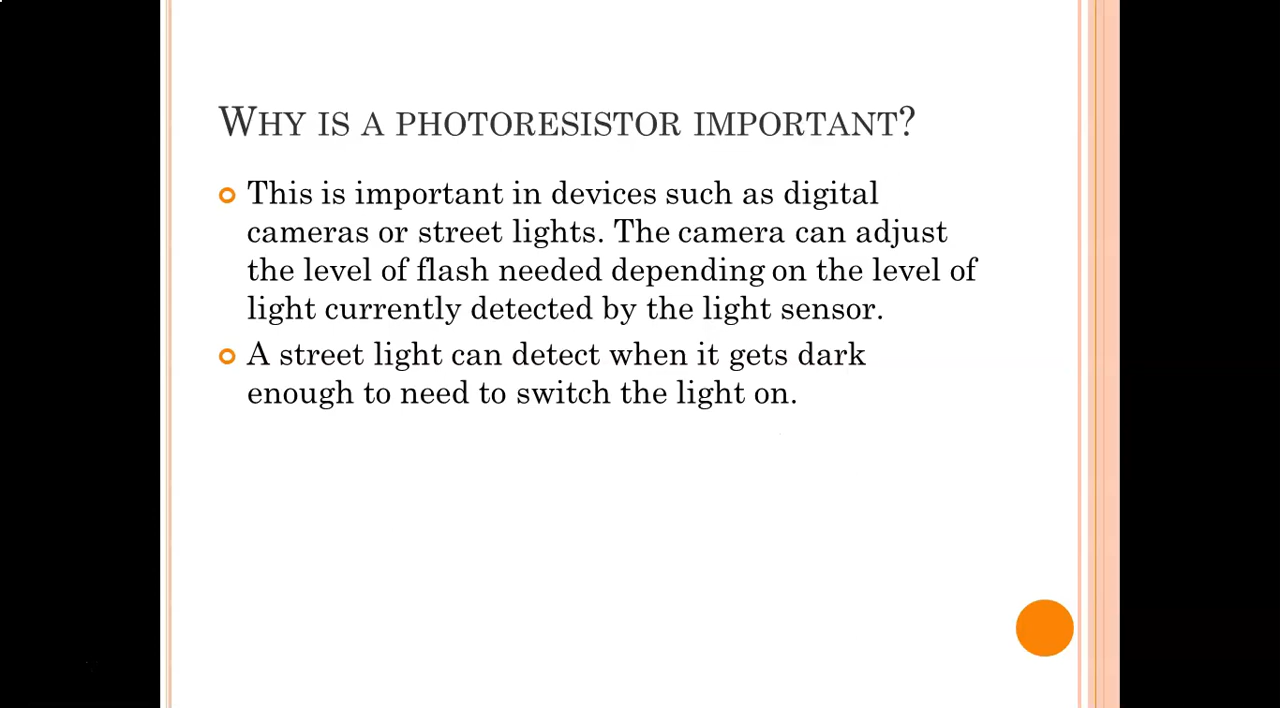 Why is a photoresistor important?
This is important in devices such as digital
cameras or street lights. The camera can adjust
the level of flash needed depending on the level of
light currently detected by the light sensor.
A street light can detect when it gets dark
enough to need to switch the light on.